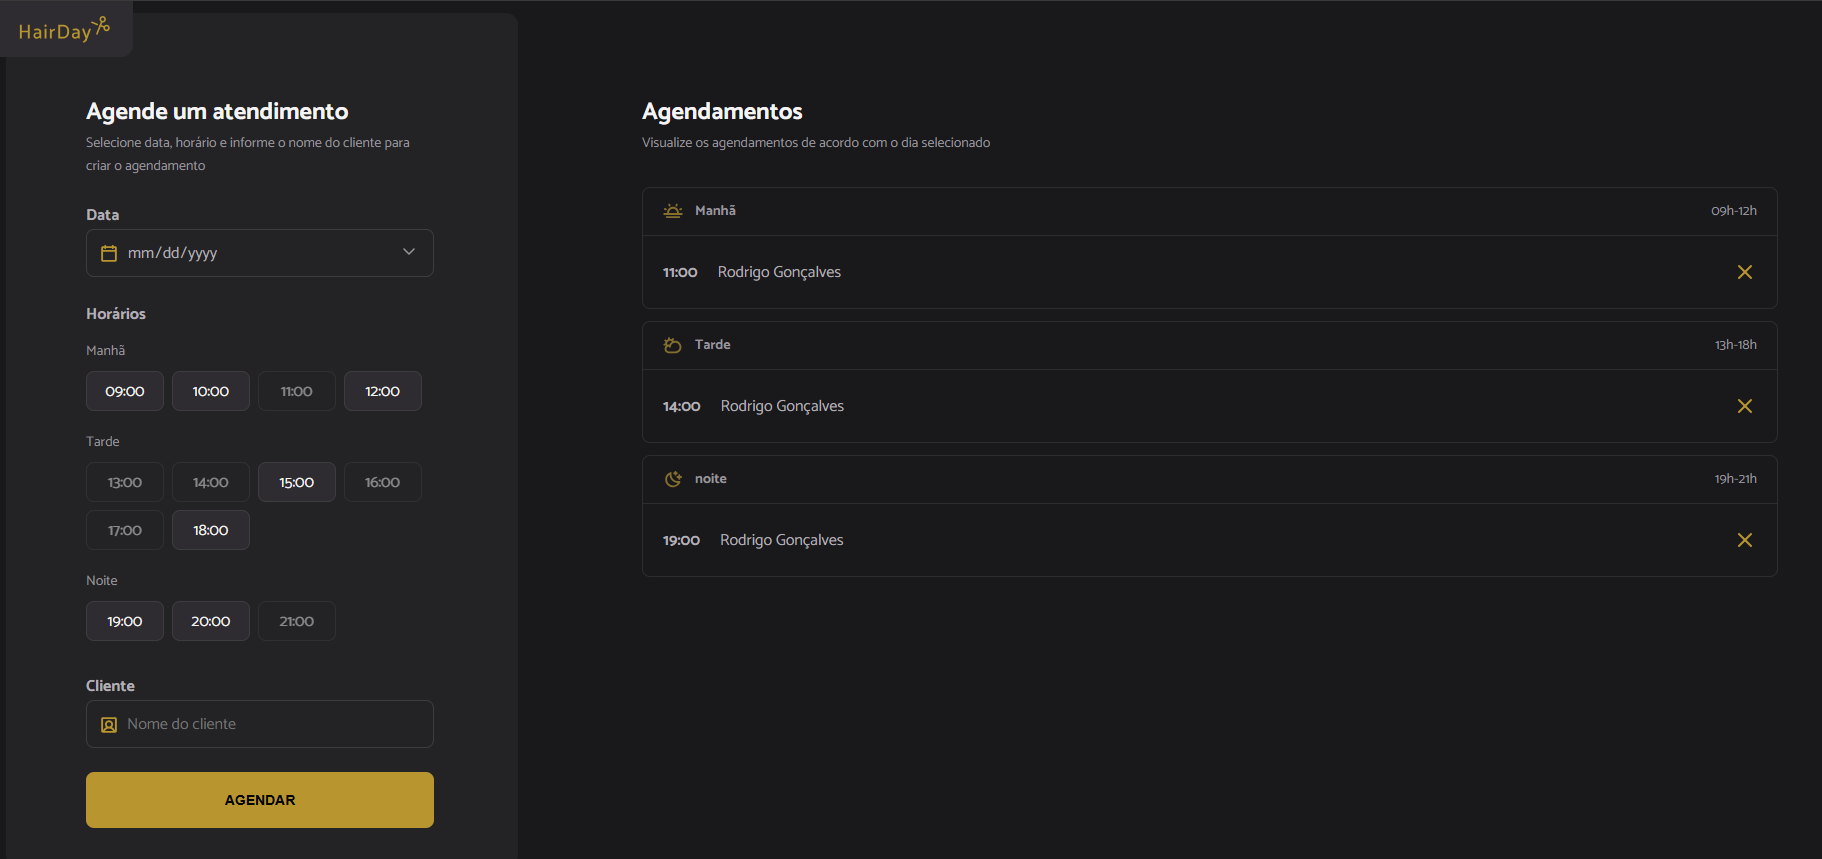 HairDay
Agende um atendimento
Selecione data, horário e informe o nome do cliente para
criar o agendamento
Data
mm/dd/yyyy
Horários
Manhã
09:00 10:00 11:00 12:00
Tarde
13:00 14:00 15:00 16:00
17:00 18:00
Noite
19:00 20:00 21:00
Cliente
Nome do cliente
AGENDAR
Agendamentos
Visualize os agendamentos de acordo com o dia selecionado
Manhã 09h-12h
11:00 Rodrigo Gonçalves
Tarde 13h-18h
14:00 Rodrigo Gonçalves
noite 19h-21h
19:00 Rodrigo Gonçalves